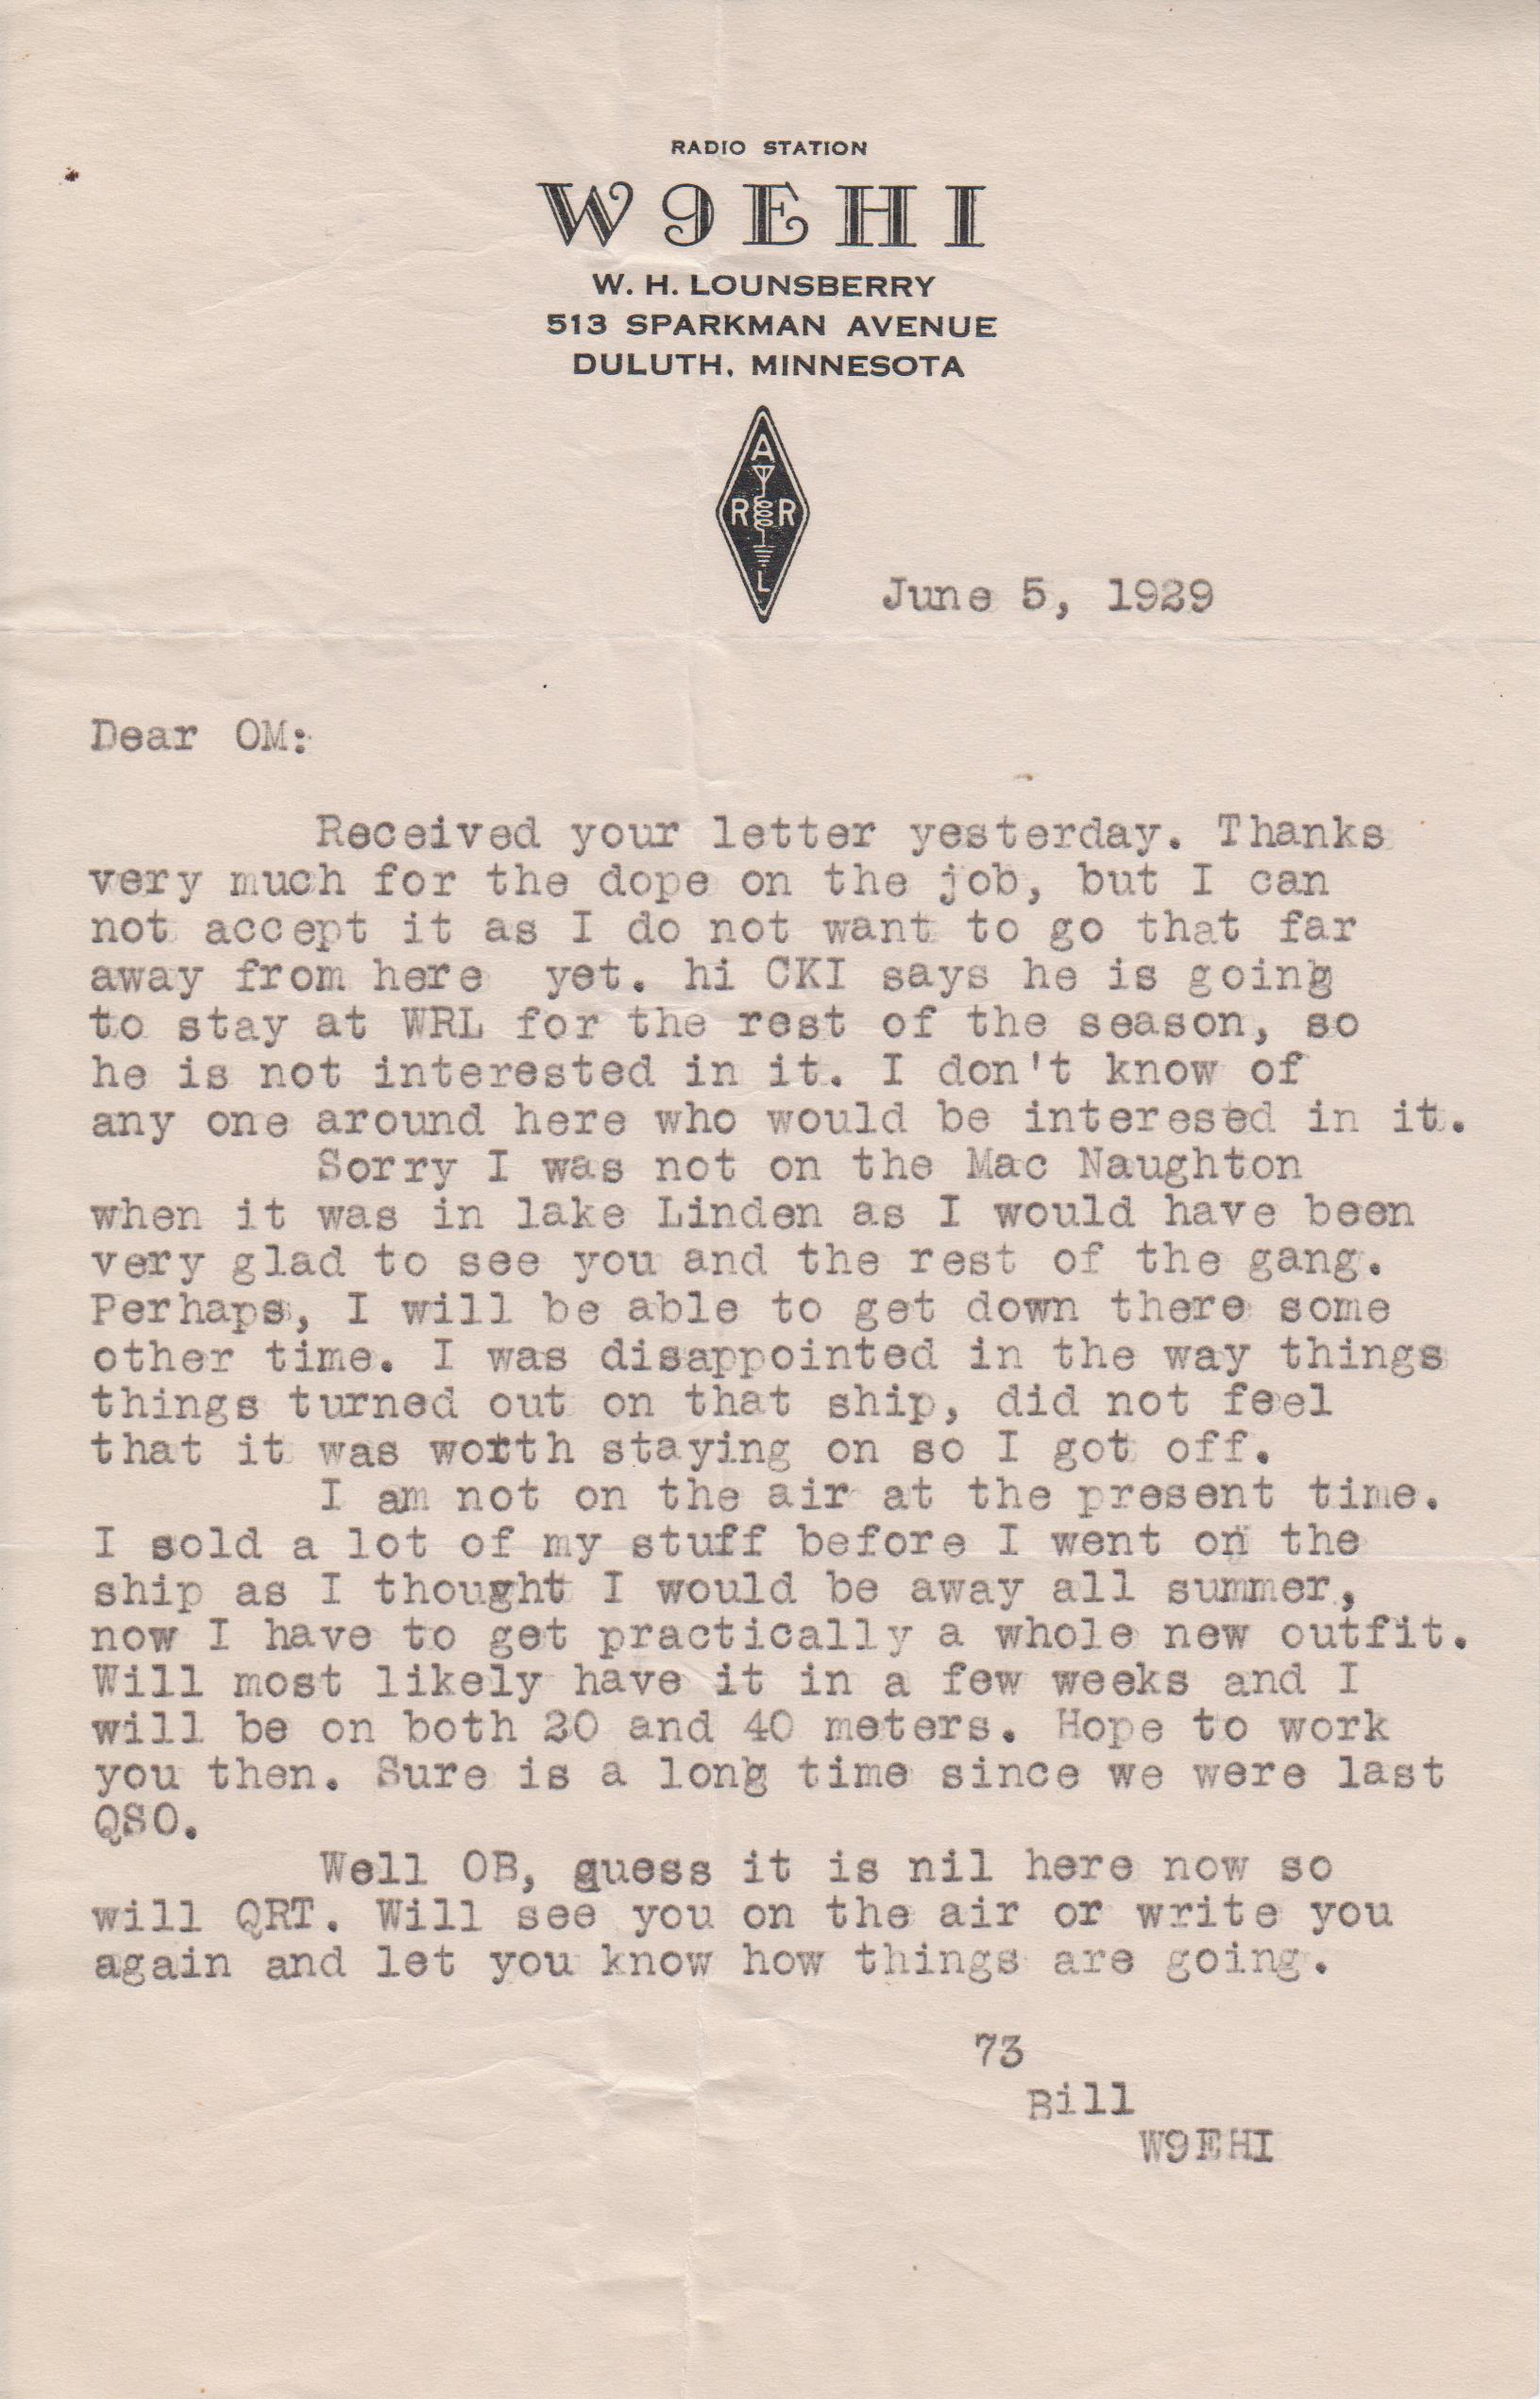 RADIO STATION
W9EHI
W. H. LOUNSBERRY
513 SPARKMAN AVENUE
DULUTH, MINNESOTA
A
R R
L
June 5, 1929
Dear OM:
Received your letter yesterday. Thanks
very much for the dope on the job, but I can
not accept it as I do not want to go that far
away from here yet. hi CKI says he is going
to stay at WRL for the rest of the season, so
he is not interested in it. I don't know of
any one around here who would be interesed in it.
Sorry I was not on the Mac Naughton
when it was in lake Linden as I would have been
very glad to see you and the rest of the gang.
Perhaps, I will be able to get down there some
other time. I was disappointed in the way things
things turned out on that ship, did not feel
that it was worth staying on so I got off.
I am not on the air at the present time.
I sold a lot of my stuff before I went on the
ship as I thought I would be away all summer,
now I have to get practically a whole new outfit.
Will most likely have it in a few weeks and I
will be on both 20 and 40 meters. Hope to work
you then. Sure is a long time since we were last
QSO.
Well OB, guess it is nil here now so
will QRT. Will see you on the air or write you
again and let you know how things are going.
73
Bill
W9EHI